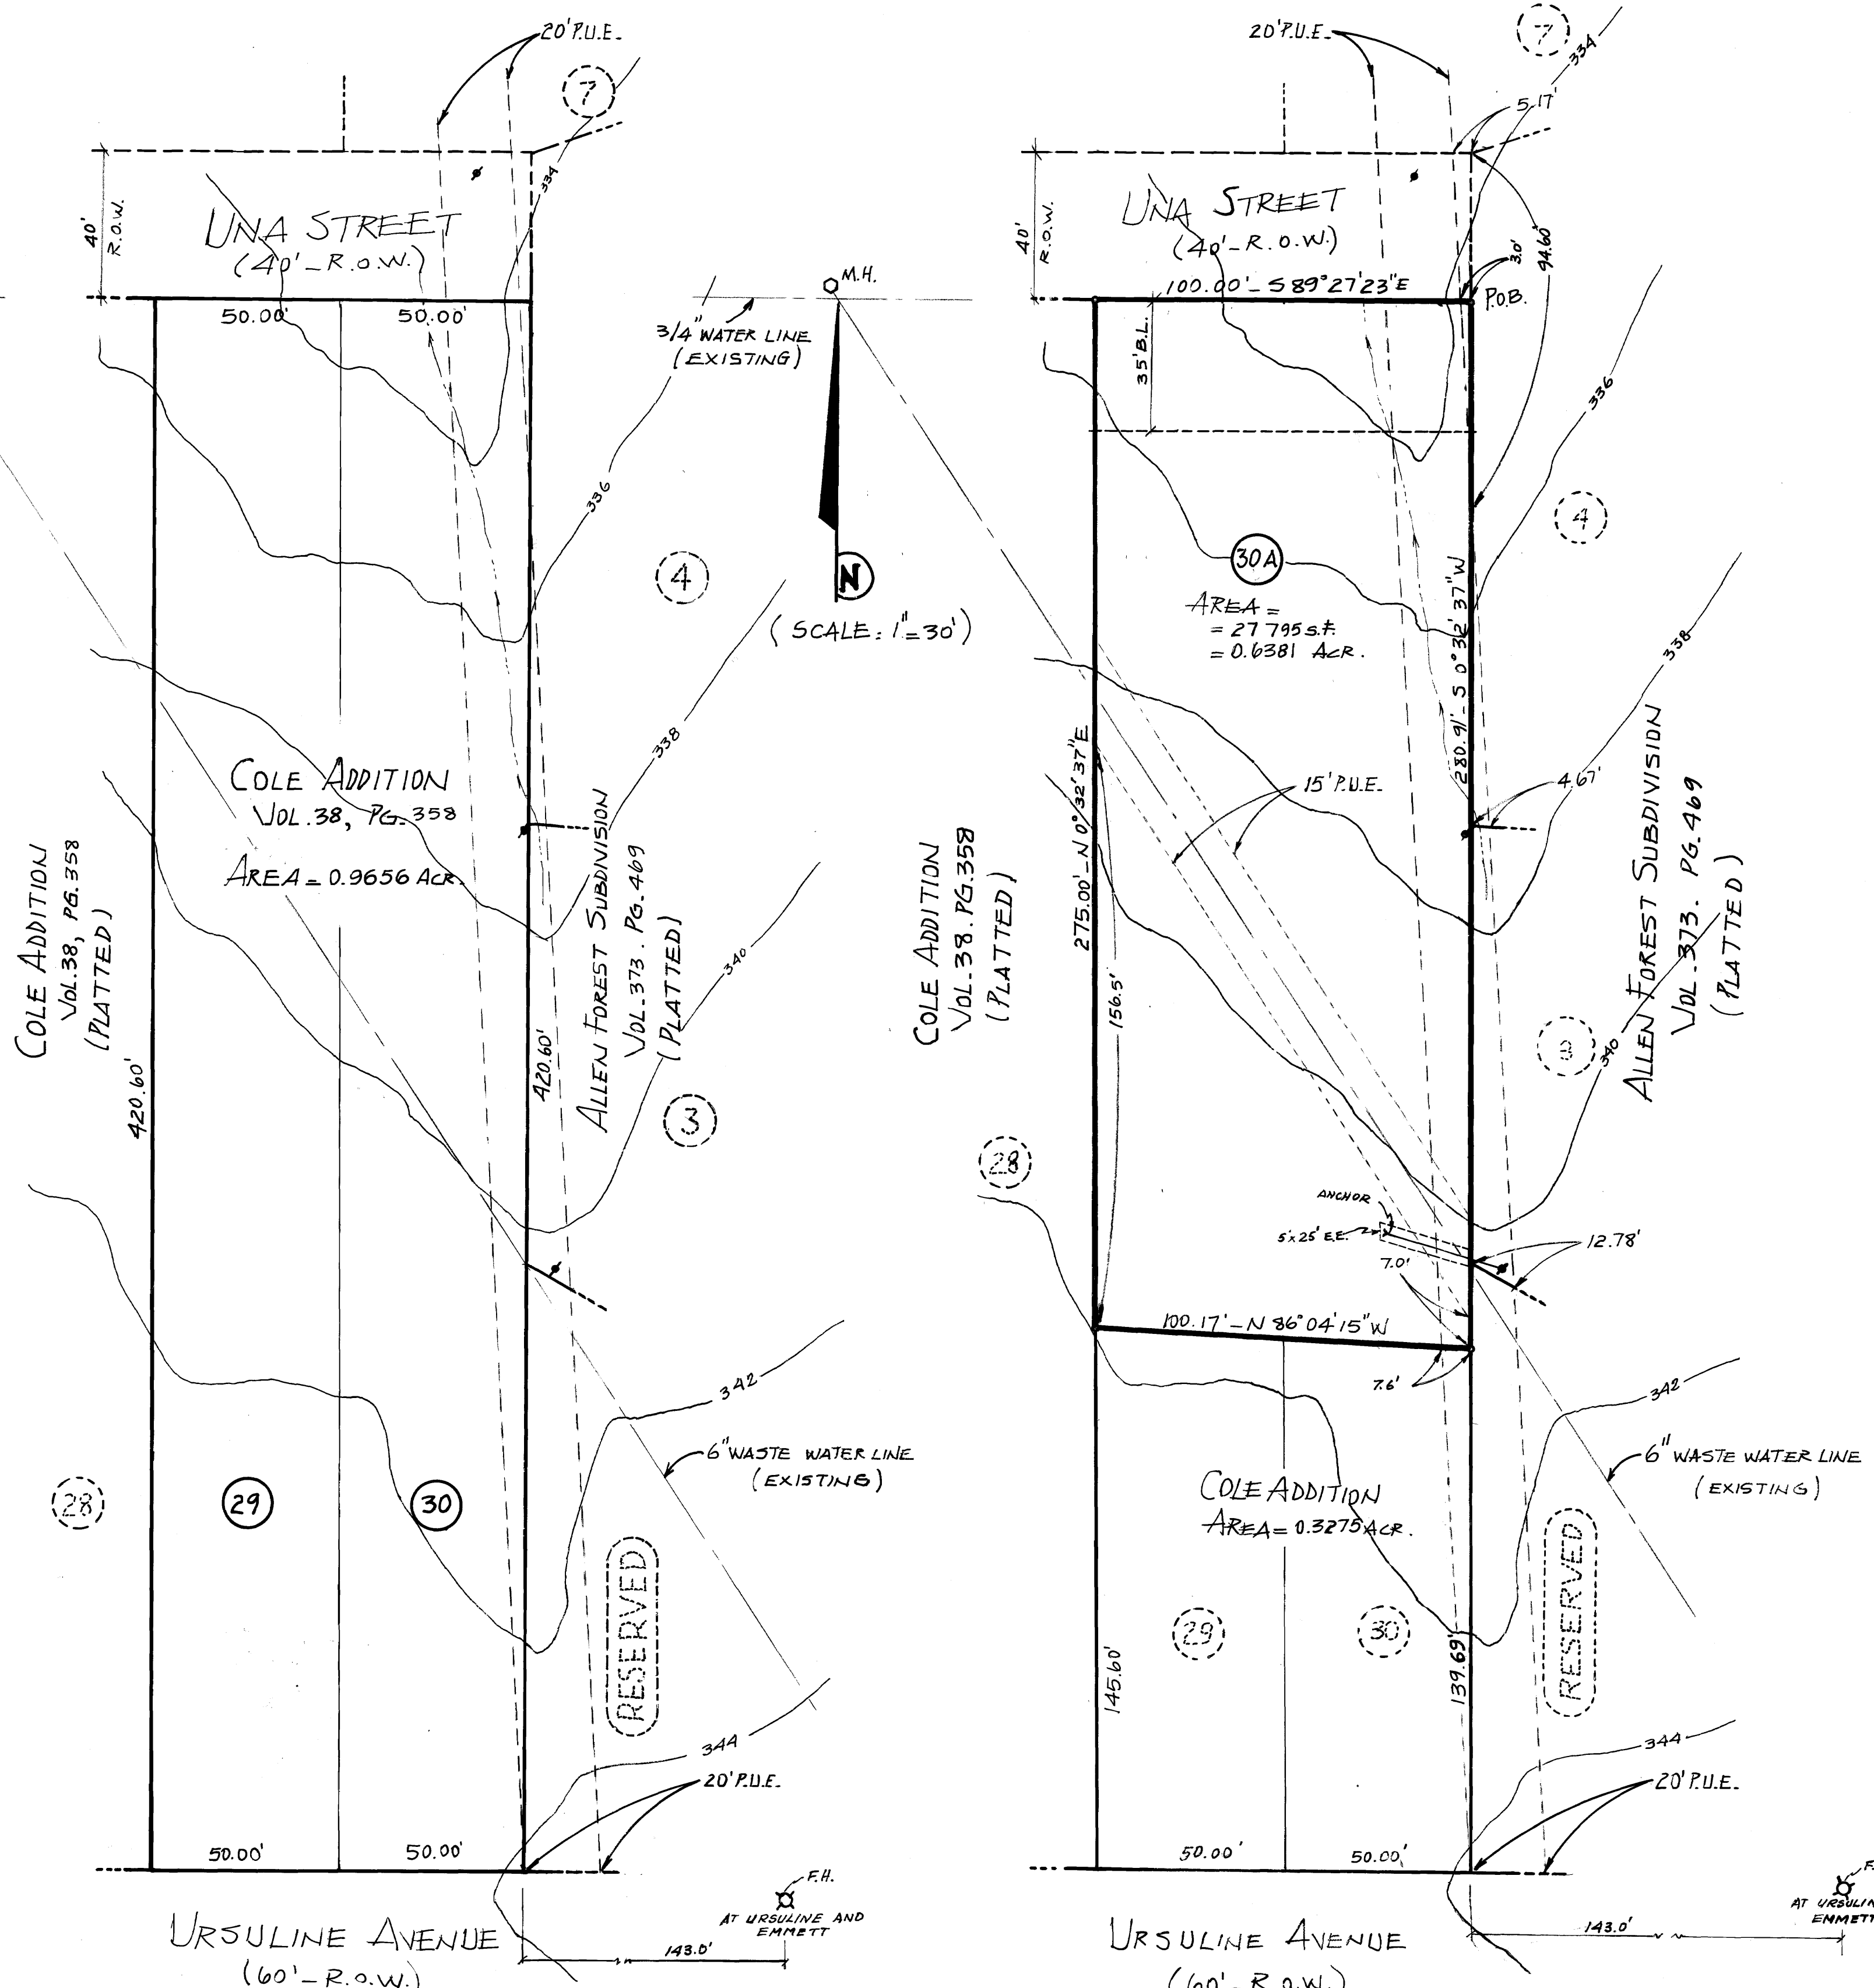 20' P.U.E.
7
334
40'
R.O.W.
UNA STREET
(40'-R.O.W.)
50.00'
50.00'
3/4" WATER LINE
(EXISTING)
M.H.
336
4
N
(SCALE: 1"=30')
338
COLE ADDITION
VOL.38, PG.358
AREA = 0.9656 ACR.
COLE ADDITION
VOL.38, PG.358
(PLATTED)
420.60'
420.60'
ALLEN FOREST SUBDIVISION
VOL.373. PG.469
(PLATTED)
340
3
342
6" WASTE WATER LINE
(EXISTING)
28
29
30
RESERVED
344
20' P.U.E.
50.00'
50.00'
F.H.
AT URSULINE AND
EMMETT
143.0'
URSULINE AVENUE
(60'-R.O.W.)
20' P.U.E.
7
334
5.17'
40'
R.O.W.
UNA STREET
(40'-R.O.W.)
3.0'
94.60'
100.00'-S 89°27'23"E
P.O.B.
35' B.L.
336
4
30A
AREA =
= 27 795 s.f.
= 0.6381 ACR.
280.91'-S 0°32'37"W
338
275.00'-N 0°32'37"E
15' P.U.E.
4.67'
COLE ADDITION
VOL.38. PG.358
(PLATTED)
156.5'
ALLEN FOREST SUBDIVISION
VOL.373. PG.469
(PLATTED)
340
28
ANCHOR
5'x25' E.E.
7.0'
12.78'
100.17'-N 86°04'15"W
7.6'
342
6" WASTE WATER LINE
(EXISTING)
COLE ADDITION
AREA = 0.3275 ACR.
29
30
RESERVED
145.60'
139.69'
344
20' P.U.E.
50.00'
50.00'
F.
AT URSULIN
EMMETT
143.0'
URSULINE AVENUE
(60'-R.O.W.)